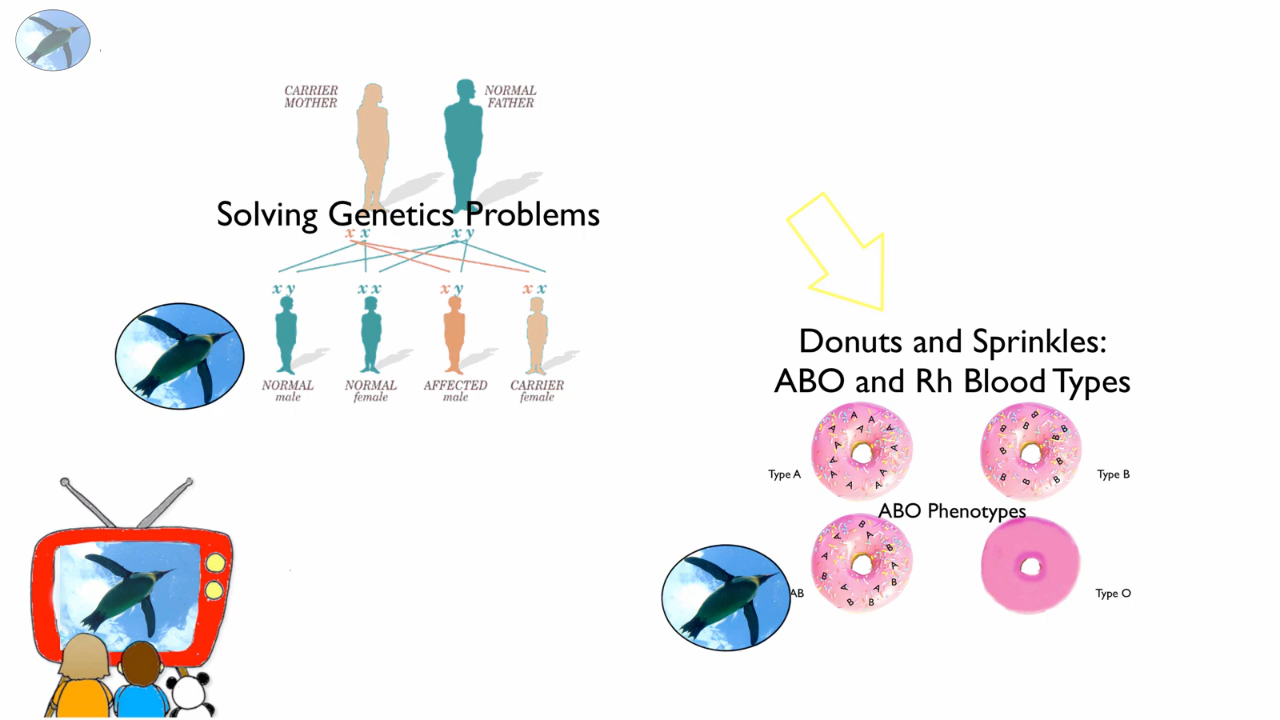 CARRIER
MOTHER
NORMAL
FATHER
Solving Genetics Problems
x x
x y
x y
x x
x y
x x
NORMAL
male
NORMAL
female
AFFECTED
male
CARRIER
female
Donuts and Sprinkles:
ABO and Rh Blood Types
Type A
Type B
ABO Phenotypes
AB
Type O